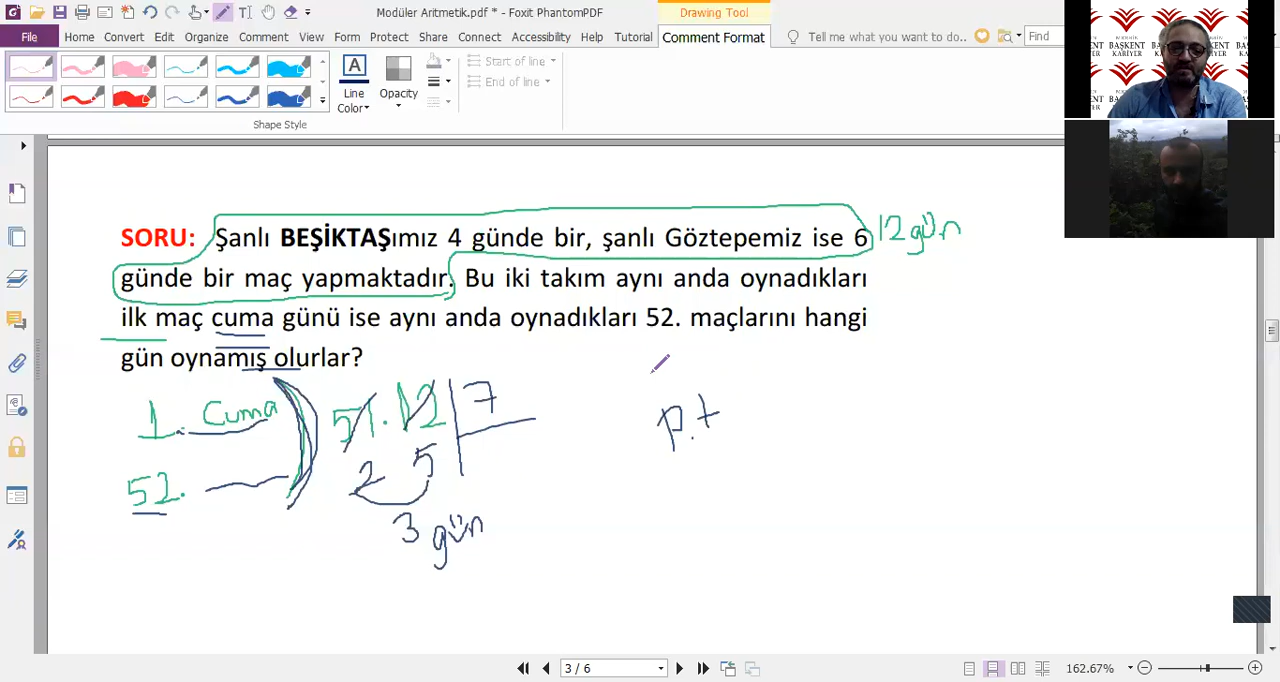 Modüler Aritmetik.pdf * - Foxit PhantomPDF
Drawing Tool
File Home Convert Edit Organize Comment View Form Protect Share Connect Accessibility Help Tutorial Comment Format Tell me what you want to do.. Find
Line Color
Opacity
Start of line
End of line
Shape Style
BAŞKENT
KARİYER
SORU: Şanlı BEŞİKTAŞımız 4 günde bir, şanlı Göztepemiz ise 6 12 gün
günde bir maç yapmaktadır. Bu iki takım aynı anda oynadıkları
ilk maç cuma günü ise aynı anda oynadıkları 52. maçlarını hangi
gün oynamış olurlar?
1. Cuma 51.12 7
2 5
52.
3 gün
p.t
3 / 6
162.67%